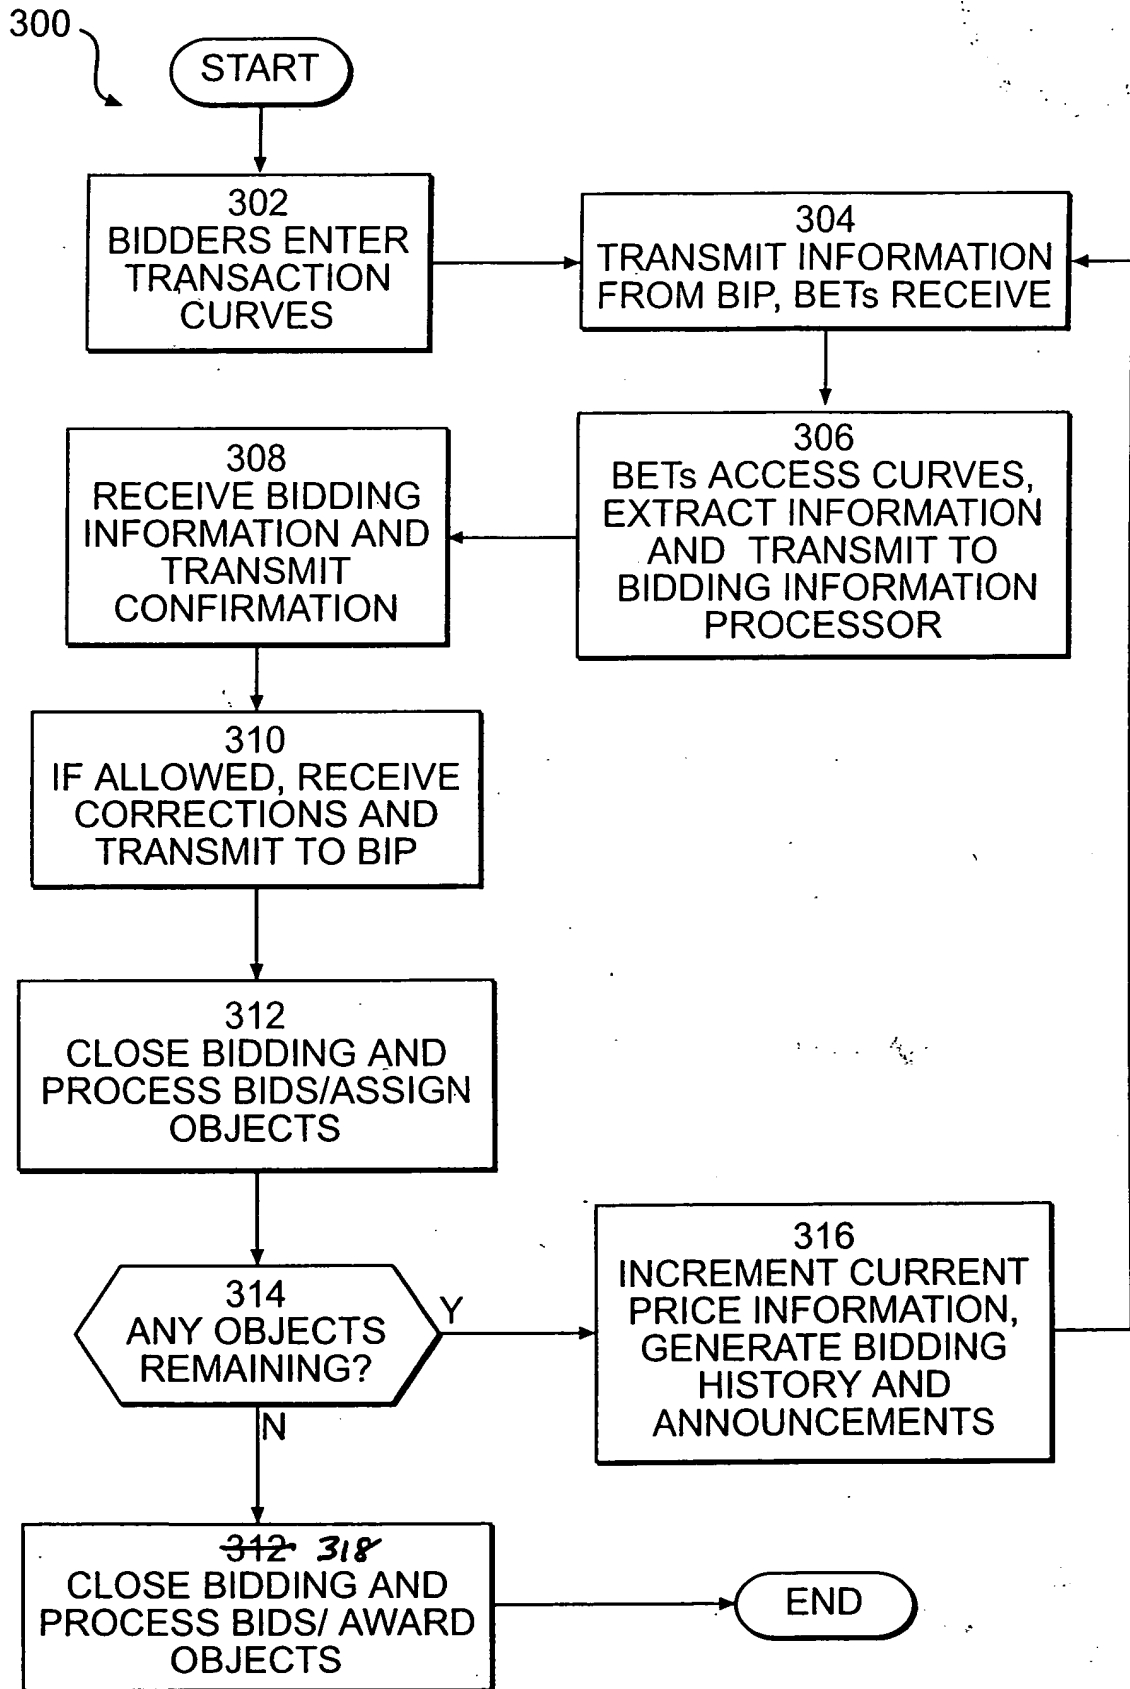 300
START
302
BIDDERS ENTER
TRANSACTION
CURVES
304
TRANSMIT INFORMATION
FROM BIP, BETs RECEIVE
306
BETs ACCESS CURVES,
EXTRACT INFORMATION
AND TRANSMIT TO
BIDDING INFORMATION
PROCESSOR
308
RECEIVE BIDDING
INFORMATION AND
TRANSMIT
CONFIRMATION
310
IF ALLOWED, RECEIVE
CORRECTIONS AND
TRANSMIT TO BIP
312
CLOSE BIDDING AND
PROCESS BIDS/ASSIGN
OBJECTS
314
ANY OBJECTS
REMAINING?
Y
N
316
INCREMENT CURRENT
PRICE INFORMATION,
GENERATE BIDDING
HISTORY AND
ANNOUNCEMENTS
312 318
CLOSE BIDDING AND
PROCESS BIDS/ AWARD
OBJECTS
END